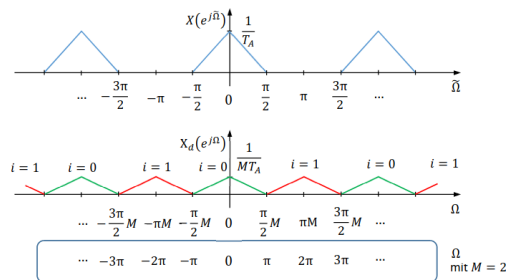 X(e^{jΩ̃}) 1/T_A
... −3π/2 −π −π/2 0 π/2 π 3π/2 ... Ω̃
X_d(e^{jΩ}) 1/MT_A
i = 1 i = 0 i = 1 i = 0 i = 1 i = 0 i = 1
Ω
... −3π/2 M −πM −π/2 M 0 π/2 M πM 3π/2 M ...
... −3π −2π −π 0 π 2π 3π ... Ω
mit M = 2